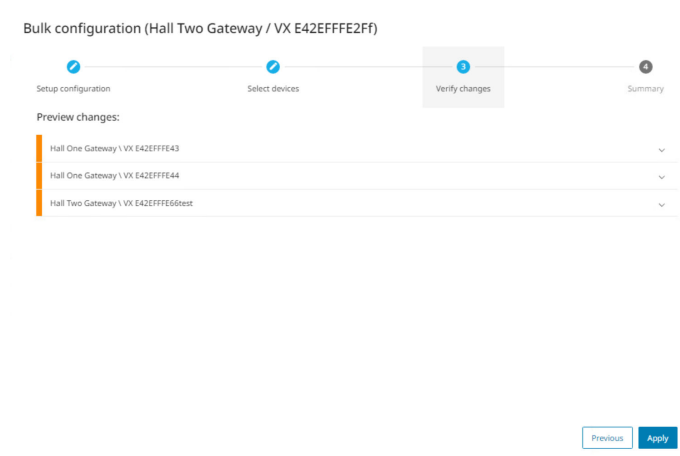 Bulk configuration (Hall Two Gateway / VX E42EFFFE2Ff)
3
4
Setup configuration
Select devices
Verify changes
Summary
Preview changes:
Hall One Gateway \ VX E42EFFFE43
Hall One Gateway \ VX E42EFFFE44
Hall Two Gateway \ VX E42EFFFE66test
Previous
Apply